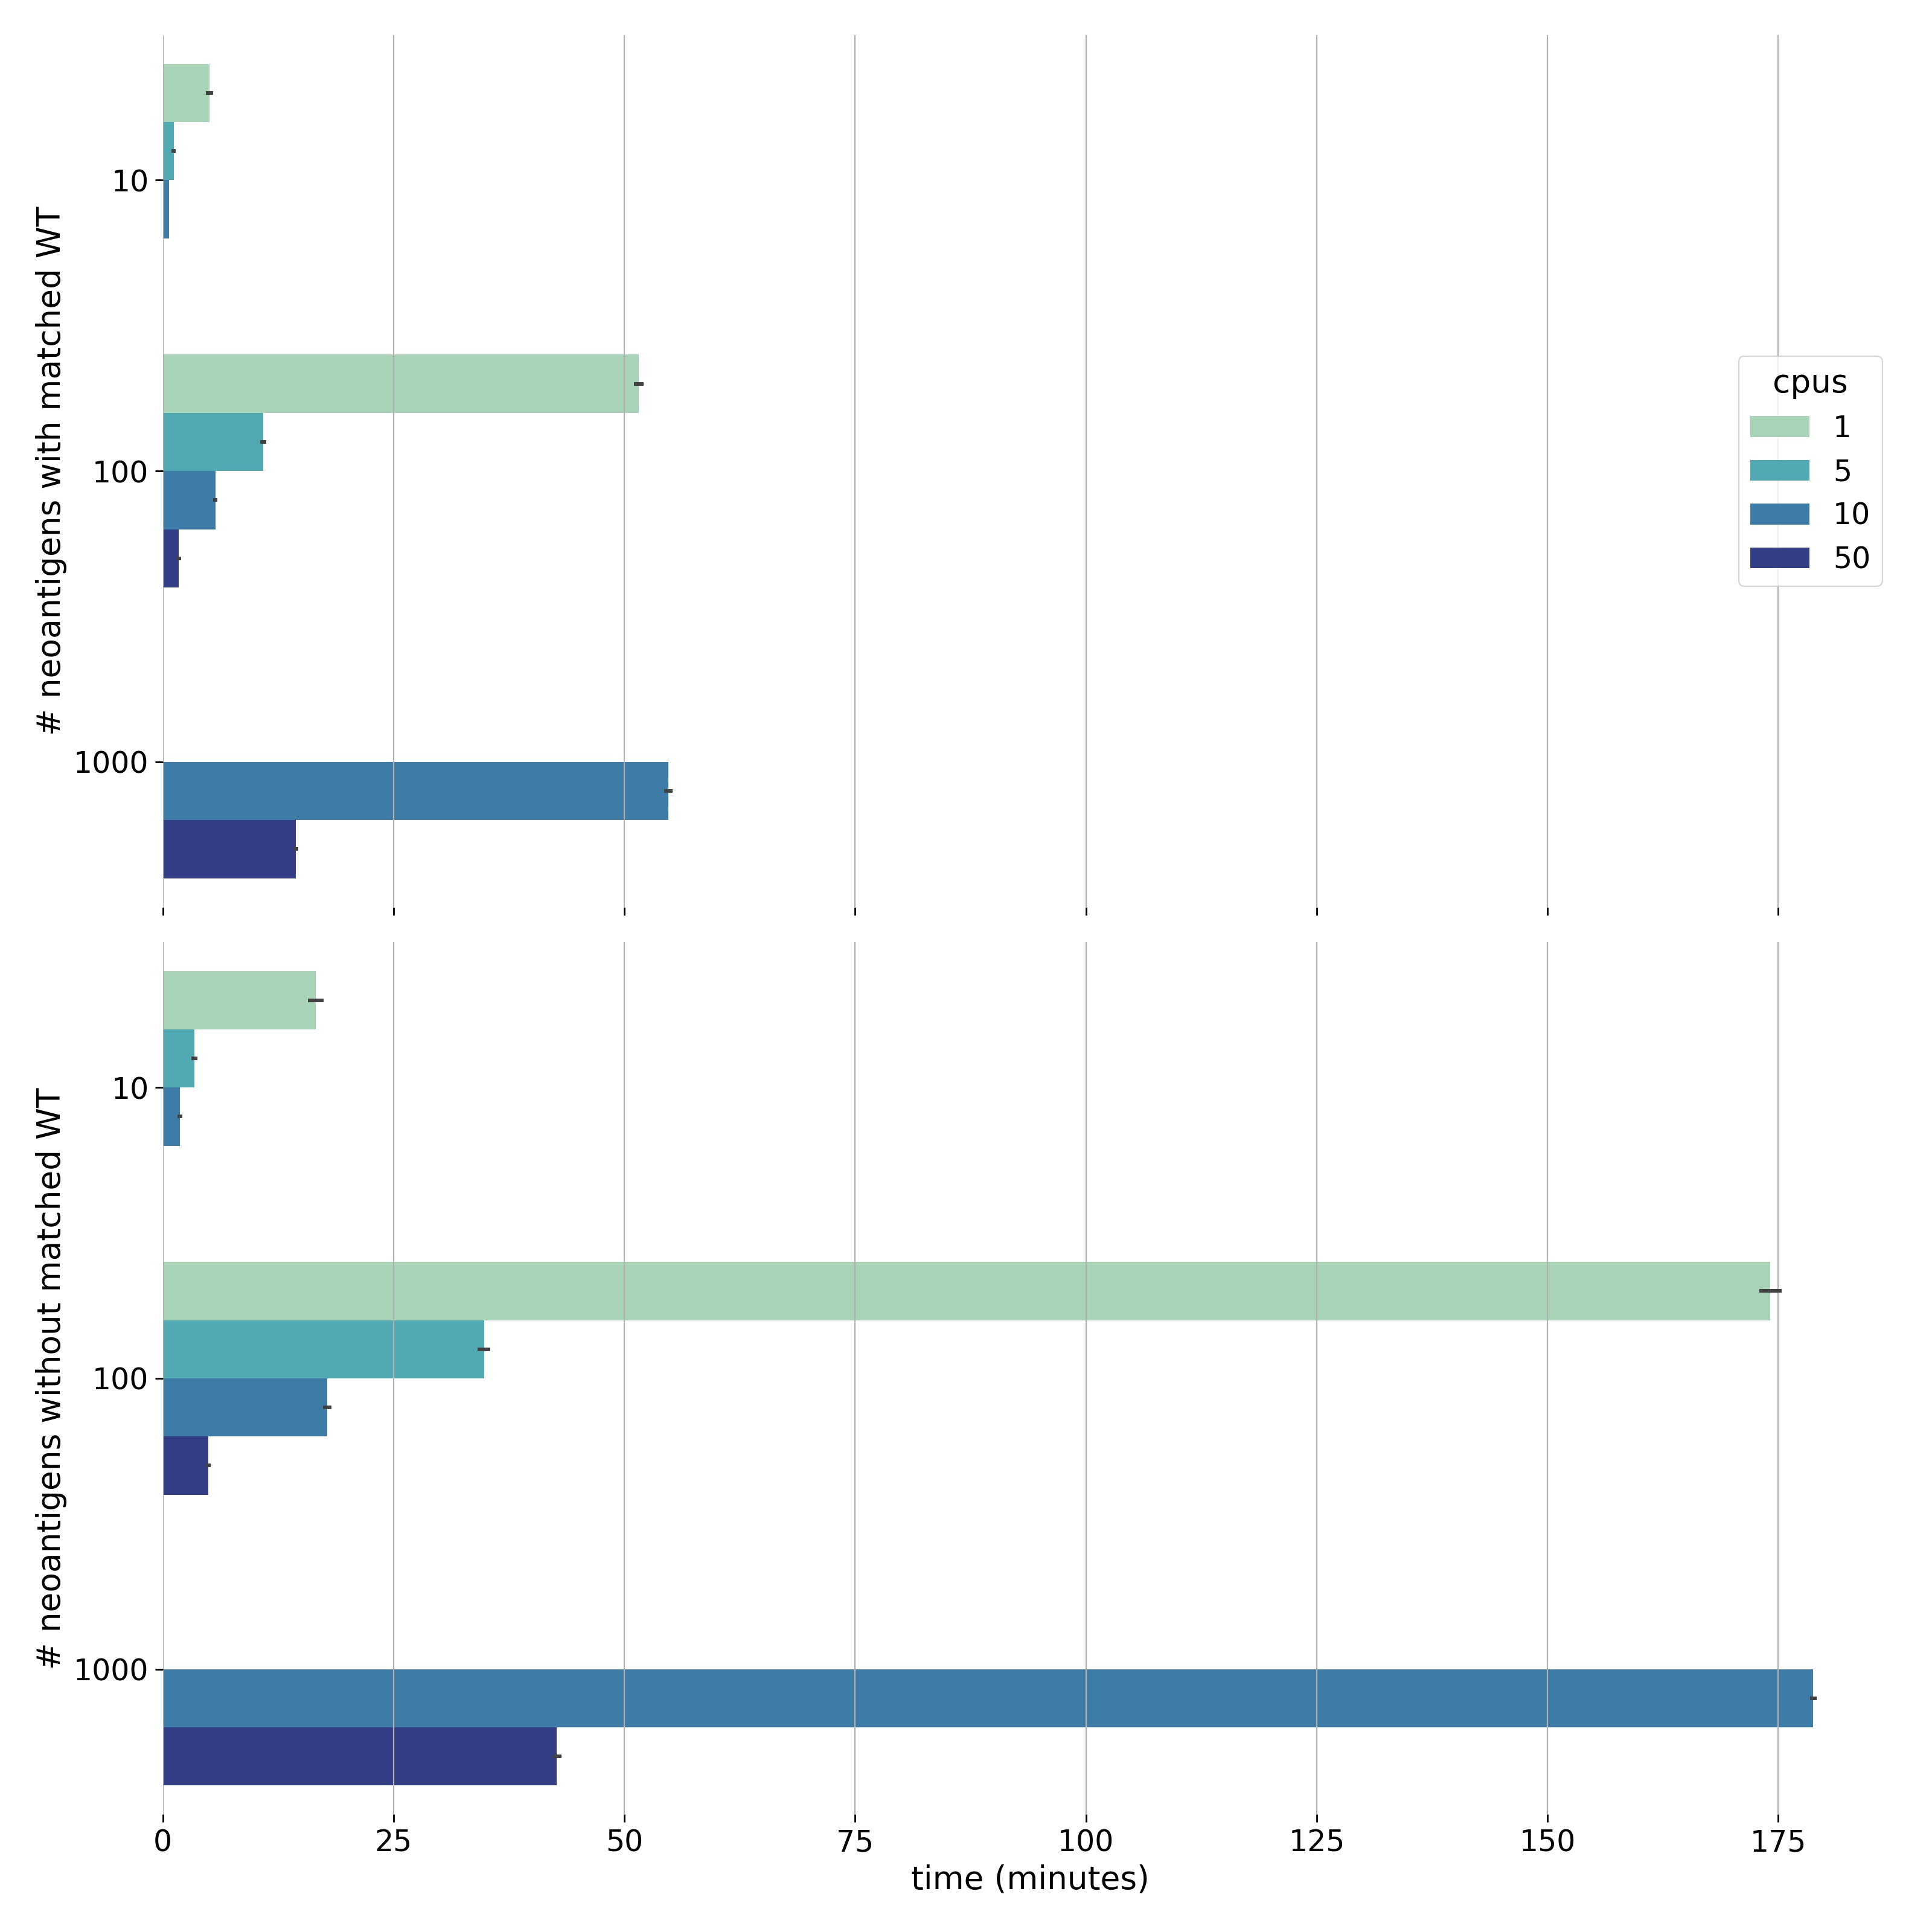 # neoantigens with matched WT
10
100
1000
cpus
1
5
10
50
# neoantigens without matched WT
10
100
1000
0 25 50 75 100 125 150 175
time (minutes)